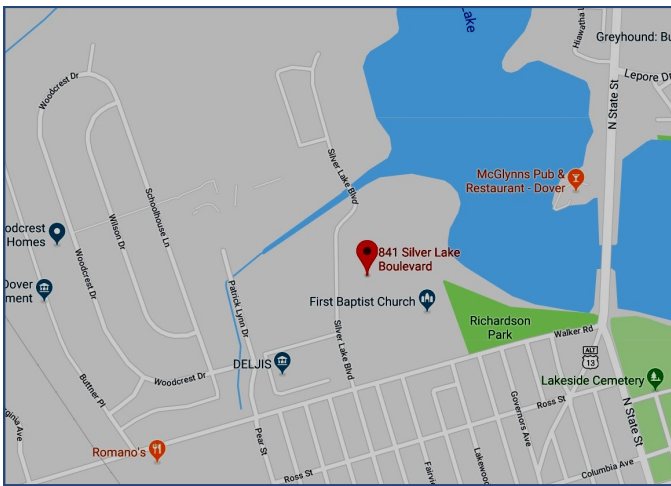 Lake
Hiawatha
Greyhound: Bu
Woodcrest Dr
N State St
Lepore Dr
Silver Lake Blvd
McGlynns Pub &
Restaurant - Dover
Schoolhouse Ln
Wilson Dr
odcrest
Homes
Woodcrest Dr
841 Silver Lake
Boulevard
Dover
ment
Patrick Lynn Dr
First Baptist Church
Richardson
Park
Walker Rd
Silver Lake Blvd
ALT
13
DELJIS
Lakeside Cemetery
Woodcrest Dr
Buttner Pl
Governors Ave
Ross St
N State St
ginia Ave
Pear St
Romano's
Ross St
Fairvi
Lakewoo
Columbia Ave